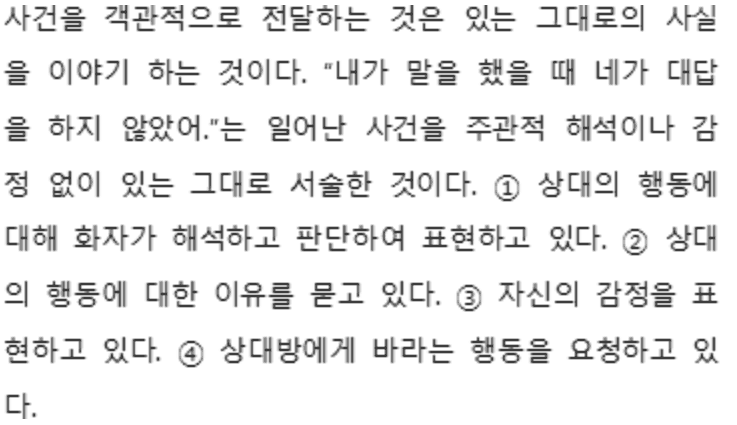 사건을 객관적으로 전달하는 것은 있는 그대로의 사실
을 이야기 하는 것이다. “내가 말을 했을 때 네가 대답
을 하지 않았어.”는 일어난 사건을 주관적 해석이나 감
정 없이 있는 그대로 서술한 것이다. ① 상대의 행동에
대해 화자가 해석하고 판단하여 표현하고 있다. ② 상대
의 행동에 대한 이유를 묻고 있다. ③ 자신의 감정을 표
현하고 있다. ④ 상대방에게 바라는 행동을 요청하고 있
다.